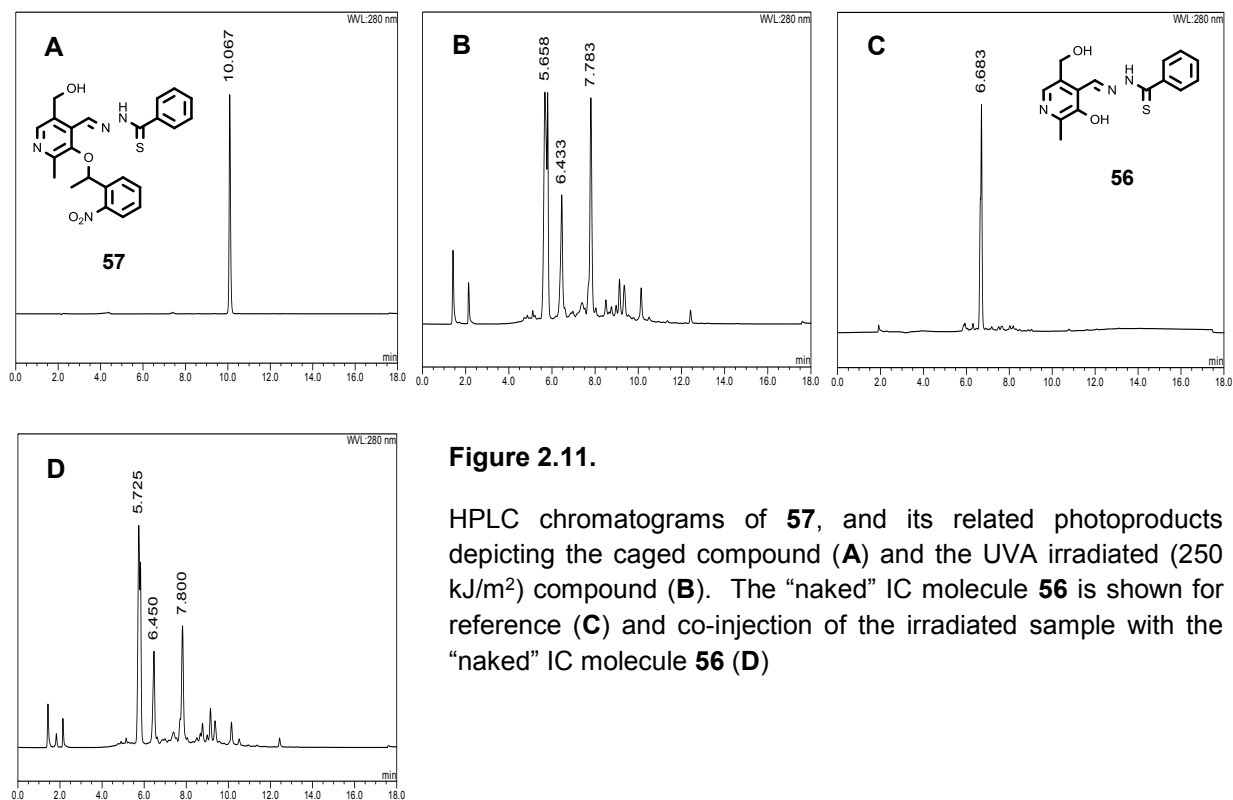 WVL:280 nm
A
10.067
OH
H
N
N
S
N
O
O₂N
57
min
0.0 2.0 4.0 6.0 8.0 10.0 12.0 14.0 16.0 18.0
WVL:280 nm
B
5.658
6.433
7.783
min
0.0 2.0 4.0 6.0 8.0 10.0 12.0 14.0 16.0 18.0
WVL:280 nm
C
6.683
OH
H
N
N
S
N
OH
56
min
0.0 2.0 4.0 6.0 8.0 10.0 12.0 14.0 16.0 18.0
WVL:280 nm
D
5.725
6.450
7.800
min
0.0 2.0 4.0 6.0 8.0 10.0 12.0 14.0 16.0 18.0
Figure 2.11.
HPLC chromatograms of 57, and its related photoproducts
depicting the caged compound (A) and the UVA irradiated (250
kJ/m²) compound (B). The “naked” IC molecule 56 is shown for
reference (C) and co-injection of the irradiated sample with the
“naked” IC molecule 56 (D)